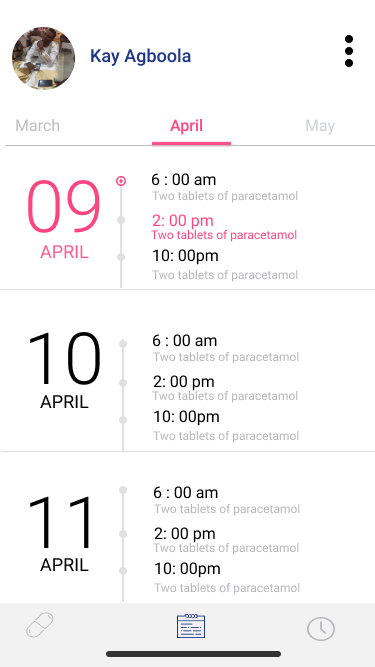 Kay Agboola
March April May
09
APRIL
6 : 00 am
Two tablets of paracetamol
2: 00 pm
Two tablets of paracetamol
10: 00pm
Two tablets of paracetamol
10
APRIL
6 : 00 am
Two tablets of paracetamol
2: 00 pm
Two tablets of paracetamol
10: 00pm
Two tablets of paracetamol
11
APRIL
6 : 00 am
Two tablets of paracetamol
2: 00 pm
Two tablets of paracetamol
10: 00pm
Two tablets of paracetamol